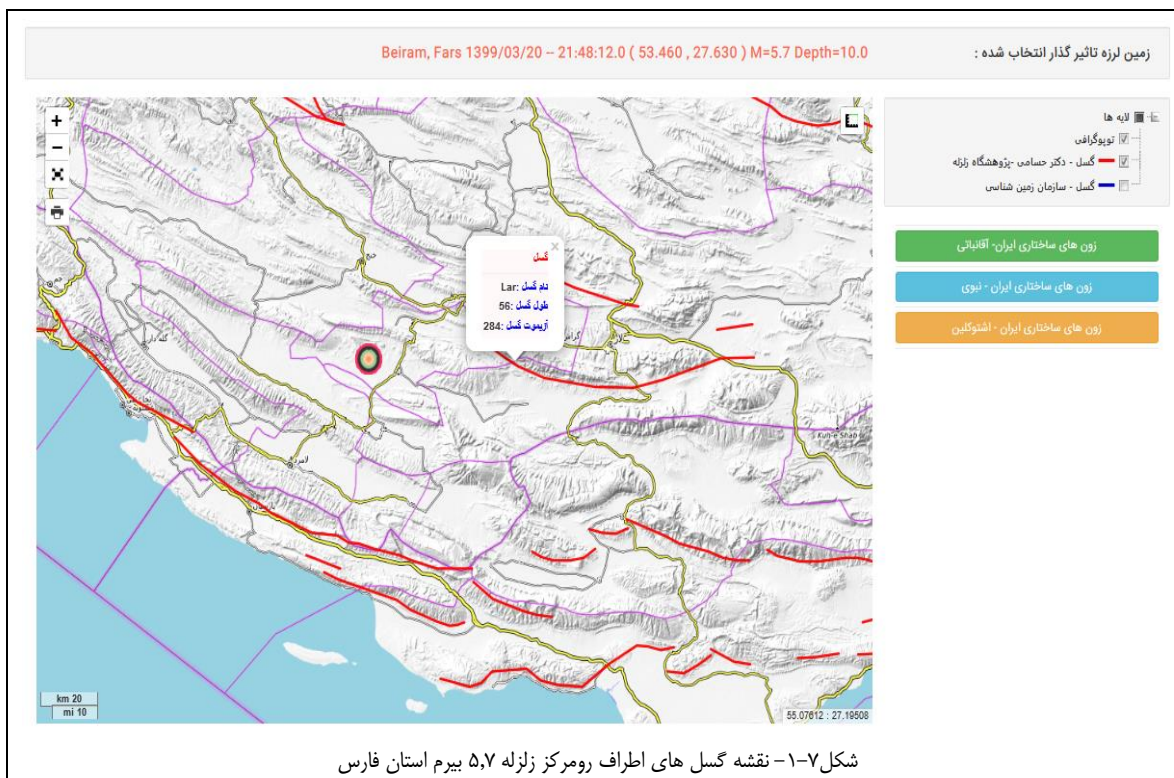 زمین لرزه تاثیر گذار انتخاب شده :
Beiram, Fars 1399/03/20 -- 21:48:12.0 ( 53.460 , 27.630 ) M=5.7 Depth=10.0
لایه ها
توپوگرافی
گسل - دکتر حسامی -پژوهشگاه زلزله
گسل - سازمان زمین شناسی
زون های ساختاری ایران- آقانباتی
زون های ساختاری ایران - نبوی
زون های ساختاری ایران - اشتوکلین
+
−
×
گسل
نام گسل :Lar
طول گسل :56
آزیموت گسل :284
لار
لامرد
Kuh-e Shab
km 20
mi 10
55.07612 : 27.19508
شکل۷-۱- نقشه گسل های اطراف رومرکز زلزله ۵,۷ بیرم استان فارس